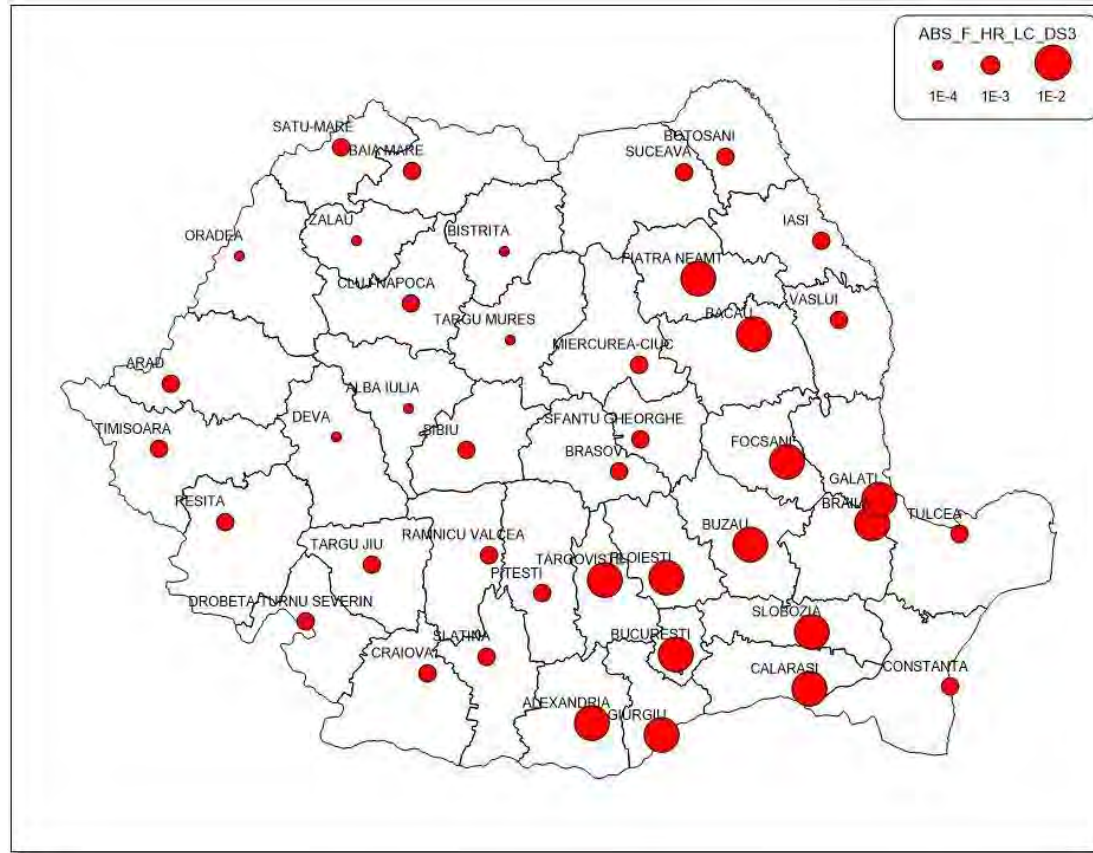 ABS_F_HR_LC_DS3
1E-4 1E-3 1E-2
SATU-MARE
BAIA MARE
BOTOSANI
SUCEAVA
ORADEA
ZALAU
BISTRITA
IASI
PIATRA NEAMT
CLUJ-NAPOCA
TARGU MURES
BACAU
VASLUI
MIERCUREA-CIUC
ARAD
ALBA IULIA
DEVA
TIMISOARA
SIBIU
SFANTU GHEORGHE
BRASOV
FOCSANI
GALATI
RESITA
BRAILA
TULCEA
TARGU JIU
RAMNICU VALCEA
BUZAU
TARGOVISTE
PLOIESTI
PITESTI
DROBETA-TURNU SEVERIN
SLATINA
BUCURESTI
SLOBOZIA
CRAIOVA
CALARASI
CONSTANTA
ALEXANDRIA
GIURGIU